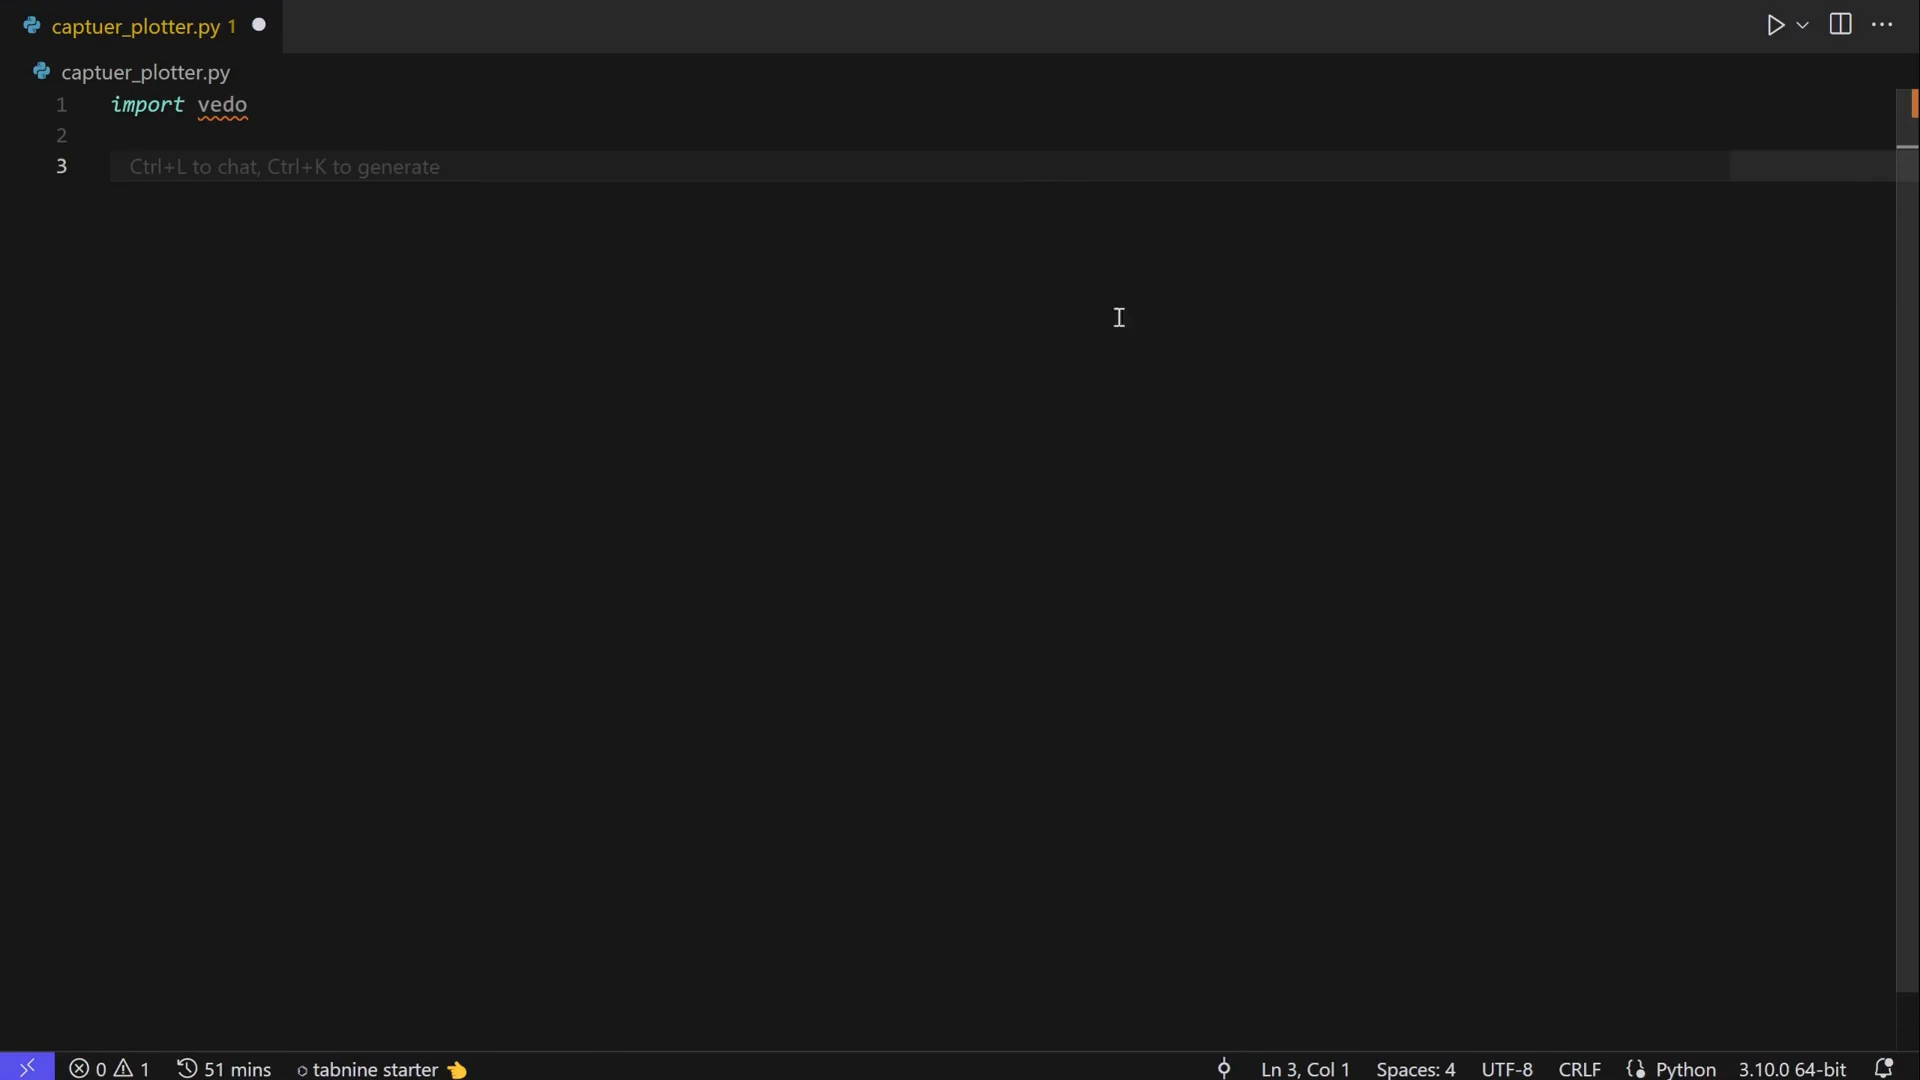 captuer_plotter.py 1
captuer_plotter.py
1 import vedo
2
3 Ctrl+L to chat, Ctrl+K to generate
0 1 51 mins tabnine starter Ln 3, Col 1 Spaces: 4 UTF-8 CRLF Python 3.10.0 64-bit